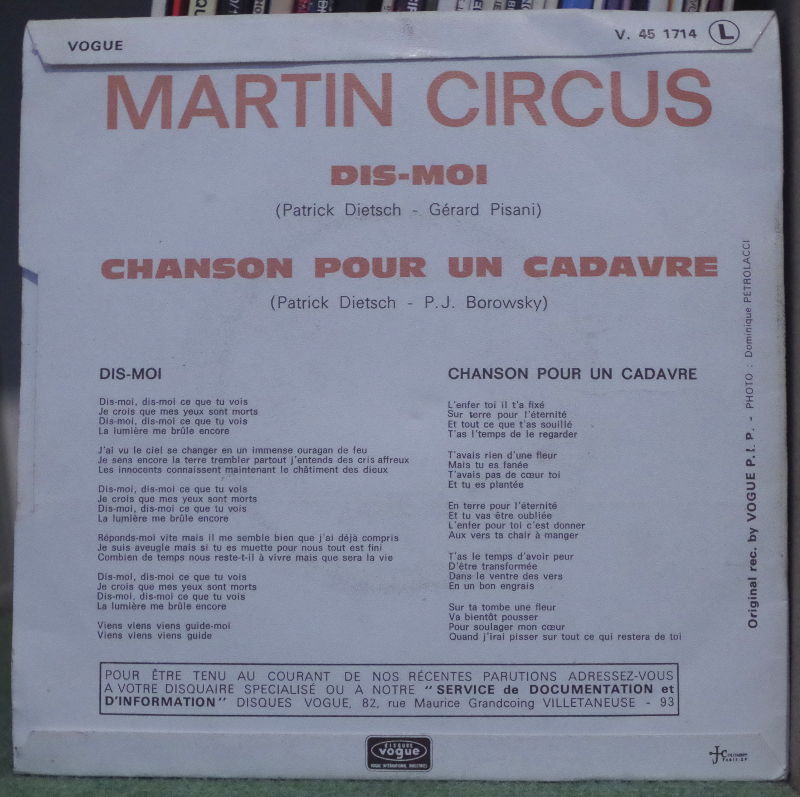 VOGUE
V. 45 1714 L
MARTIN CIRCUS
DIS-MOI
(Patrick Dietsch - Gérard Pisani)
CHANSON POUR UN CADAVRE
(Patrick Dietsch - P.J. Borowsky)
DIS-MOI
Dis-moi, dis-moi ce que tu vois
Je crois que mes yeux sont morts
Dis-moi, dis-moi ce que tu vois
La lumière me brûle encore
J'ai vu le ciel se changer en un immense ouragan de feu
Je sens encore la terre trembler partout j'entends des cris affreux
Les innocents connaissent maintenant le châtiment des dieux
Dis-moi, dis-moi ce que tu vois
Je crois que mes yeux sont morts
Dis-moi, dis-moi ce que tu vois
La lumière me brûle encore
Réponds-moi vite mais il me semble bien que j'ai déjà compris
Je suis aveugle mais si tu es muette pour nous tout est fini
Combien de temps nous reste-t-il à vivre mais que sera la vie
Dis-moi, dis-moi ce que tu vois
Je crois que mes yeux sont morts
Dis-moi, dis-moi ce que tu vois
La lumière me brûle encore
Viens viens viens guide-moi
Viens viens viens guide
CHANSON POUR UN CADAVRE
L'enfer toi il t'a fixé
Sur terre pour l'éternité
Et tout ce que t'as souillé
T'as l'temps de le regarder
T'avais rien d'une fleur
Mais tu es fanée
T'avais pas de cœur toi
Et tu es plantée
En terre pour l'éternité
Et tu vas être oubliée
L'enfer pour toi c'est donner
Aux vers ta chair à manger
T'as le temps d'avoir peur
D'être transformée
Dans le ventre des vers
En un bon engrais
Sur ta tombe une fleur
Va bientôt pousser
Pour soulager mon cœur
Quand j'irai pisser sur tout ce qui restera de toi
Original rec. by VOGUE P.I.P. - PHOTO : Dominique PETROLACCI
POUR ÊTRE TENU AU COURANT DE NOS RÉCENTES PARUTIONS ADRESSEZ-VOUS
A VOTRE DISQUAIRE SPECIALISÉ OU A NOTRE "SERVICE de DOCUMENTATION et
D'INFORMATION" DISQUES VOGUE, 82, rue Maurice Grandcoing VILLETANEUSE - 93
DISQUES
vogue
VOGUE INTERNATIONAL INDUSTRIES